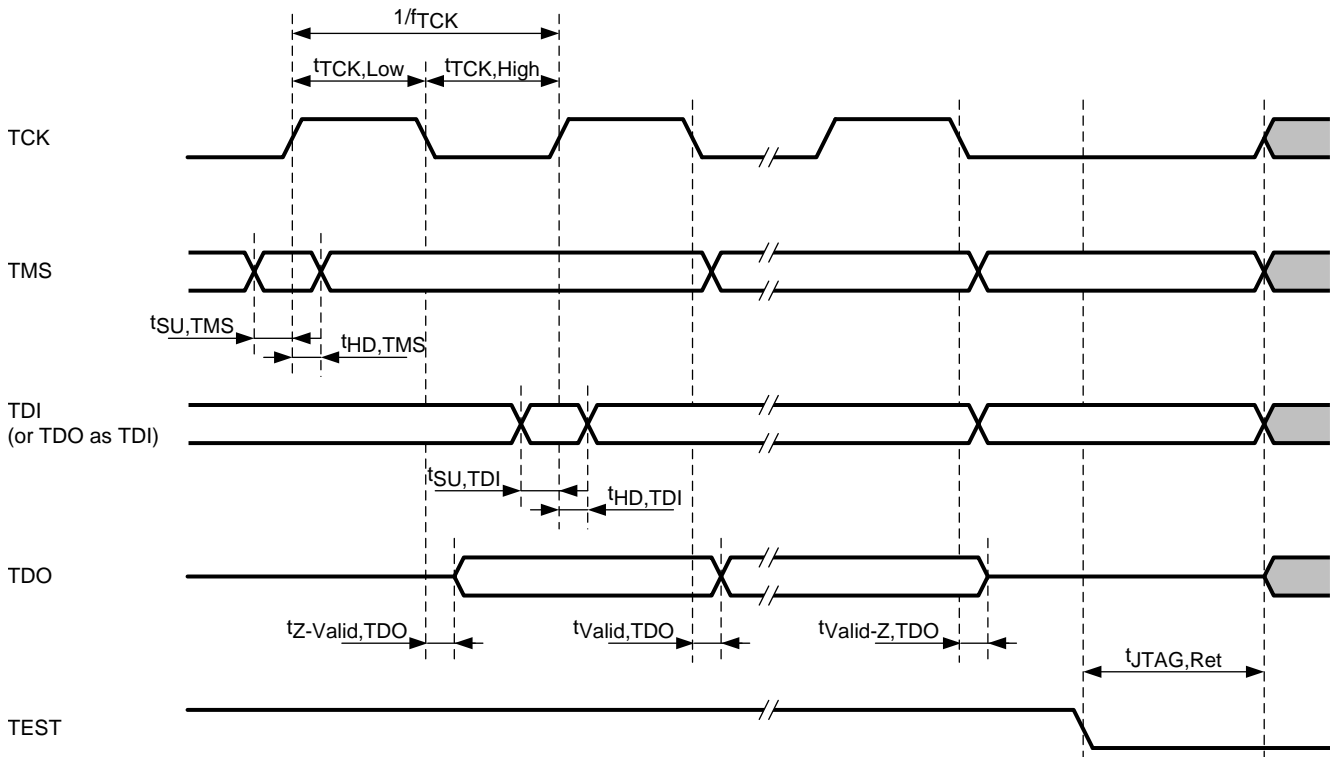 1/fTCK
tTCK,Low
tTCK,High
TCK
TMS
tSU,TMS
tHD,TMS
TDI
(or TDO as TDI)
tSU,TDI
tHD,TDI
TDO
tZ-Valid,TDO
tValid,TDO
tValid-Z,TDO
tJTAG,Ret
TEST